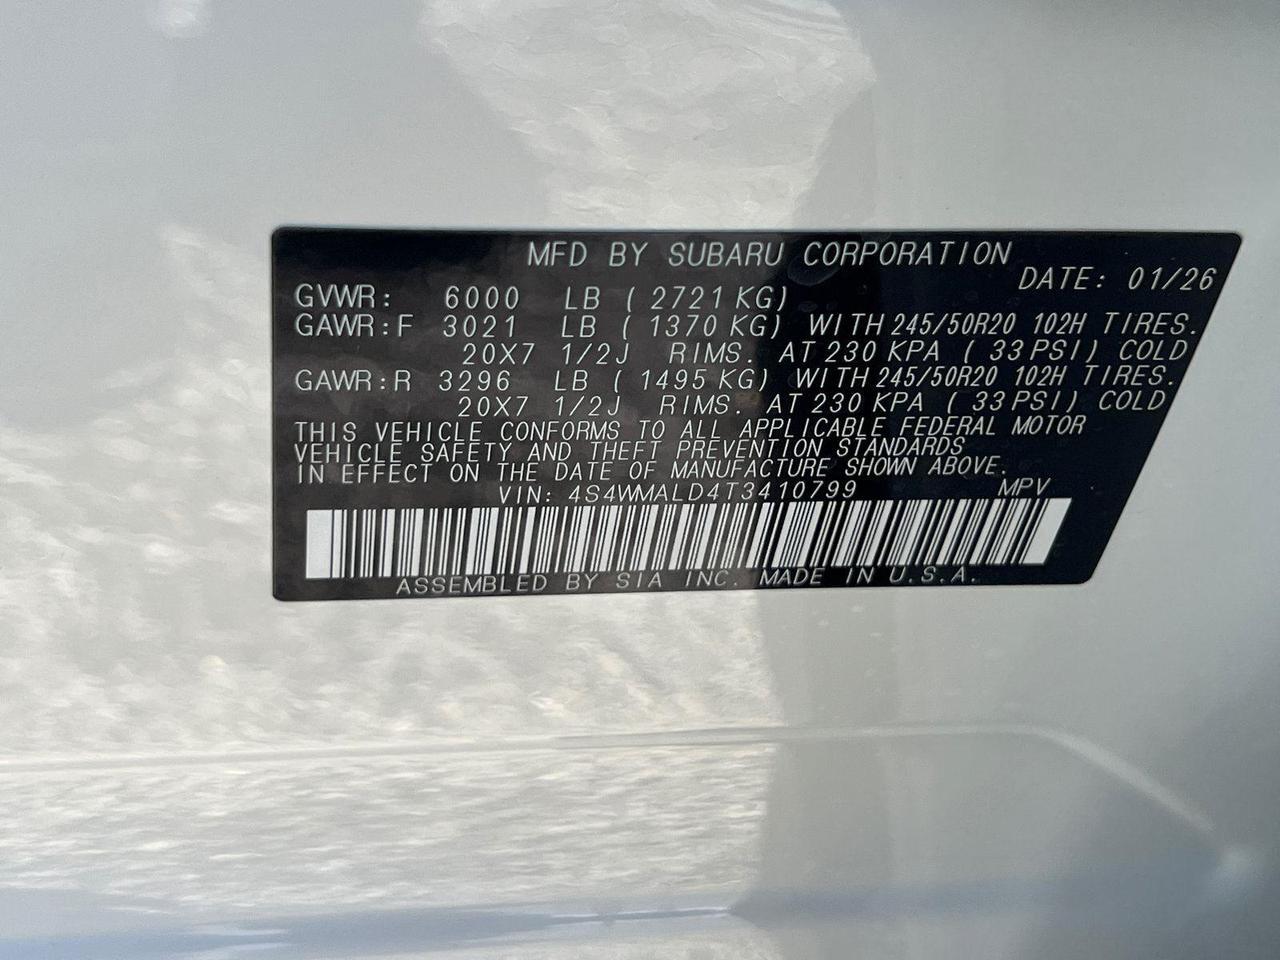 MFD BY SUBARU CORPORATION
DATE: 01/26
GVWR: 6000 LB ( 2721 KG)
GAWR:F 3021 LB ( 1370 KG) WITH 245/50R20 102H TIRES.
20X7 1/2J RIMS. AT 230 KPA ( 33 PSI) COLD
GAWR:R 3296 LB ( 1495 KG) WITH 245/50R20 102H TIRES.
20X7 1/2J RIMS. AT 230 KPA ( 33 PSI) COLD
THIS VEHICLE CONFORMS TO ALL APPLICABLE FEDERAL MOTOR
VEHICLE SAFETY AND THEFT PREVENTION STANDARDS
IN EFFECT ON THE DATE OF MANUFACTURE SHOWN ABOVE.
VIN: 4S4WMALD4T3410799 MPV
ASSEMBLED BY SIA INC. MADE IN U.S.A.